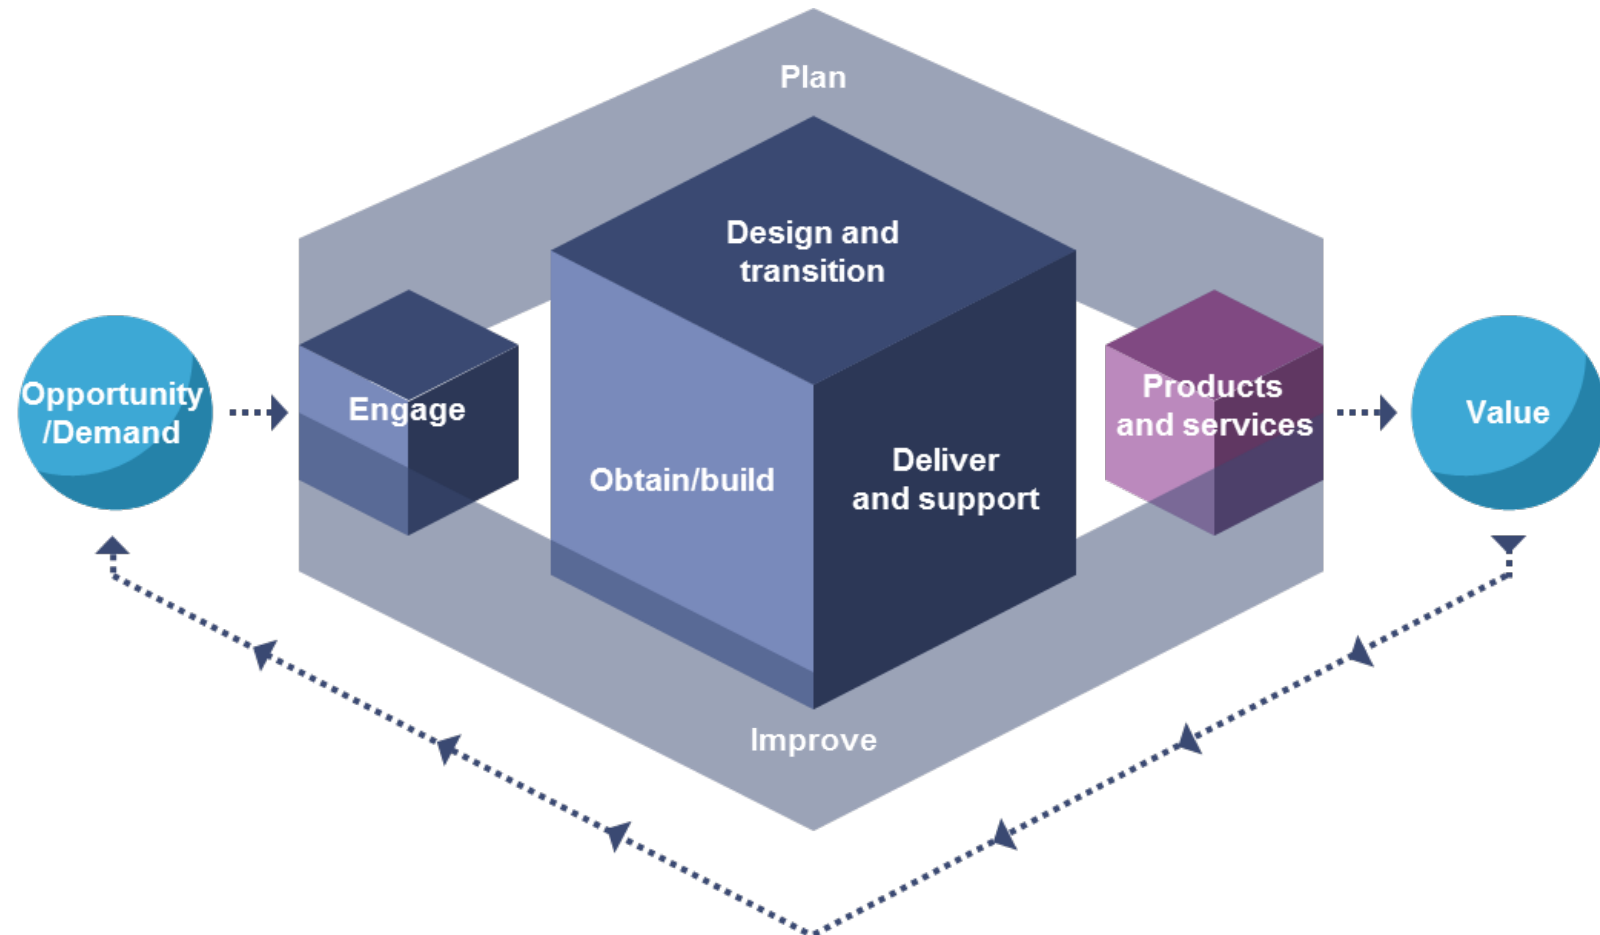 Plan
Design and
transition
Opportunity
/Demand
Engage
Obtain/build
Deliver
and support
Products
and services
Value
Improve